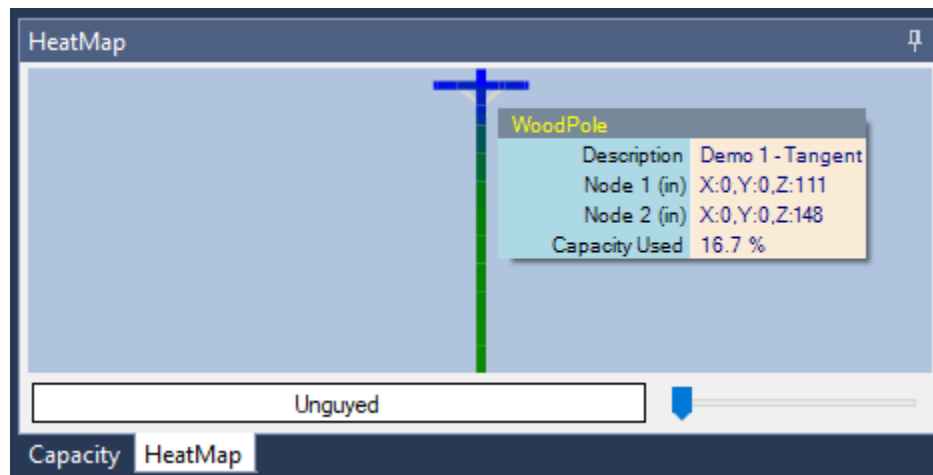 HeatMap
WoodPole
Description Demo 1 - Tangent
Node 1 (in) X:0,Y:0,Z:111
Node 2 (in) X:0,Y:0,Z:148
Capacity Used 16.7 %
Unguyed
Capacity HeatMap